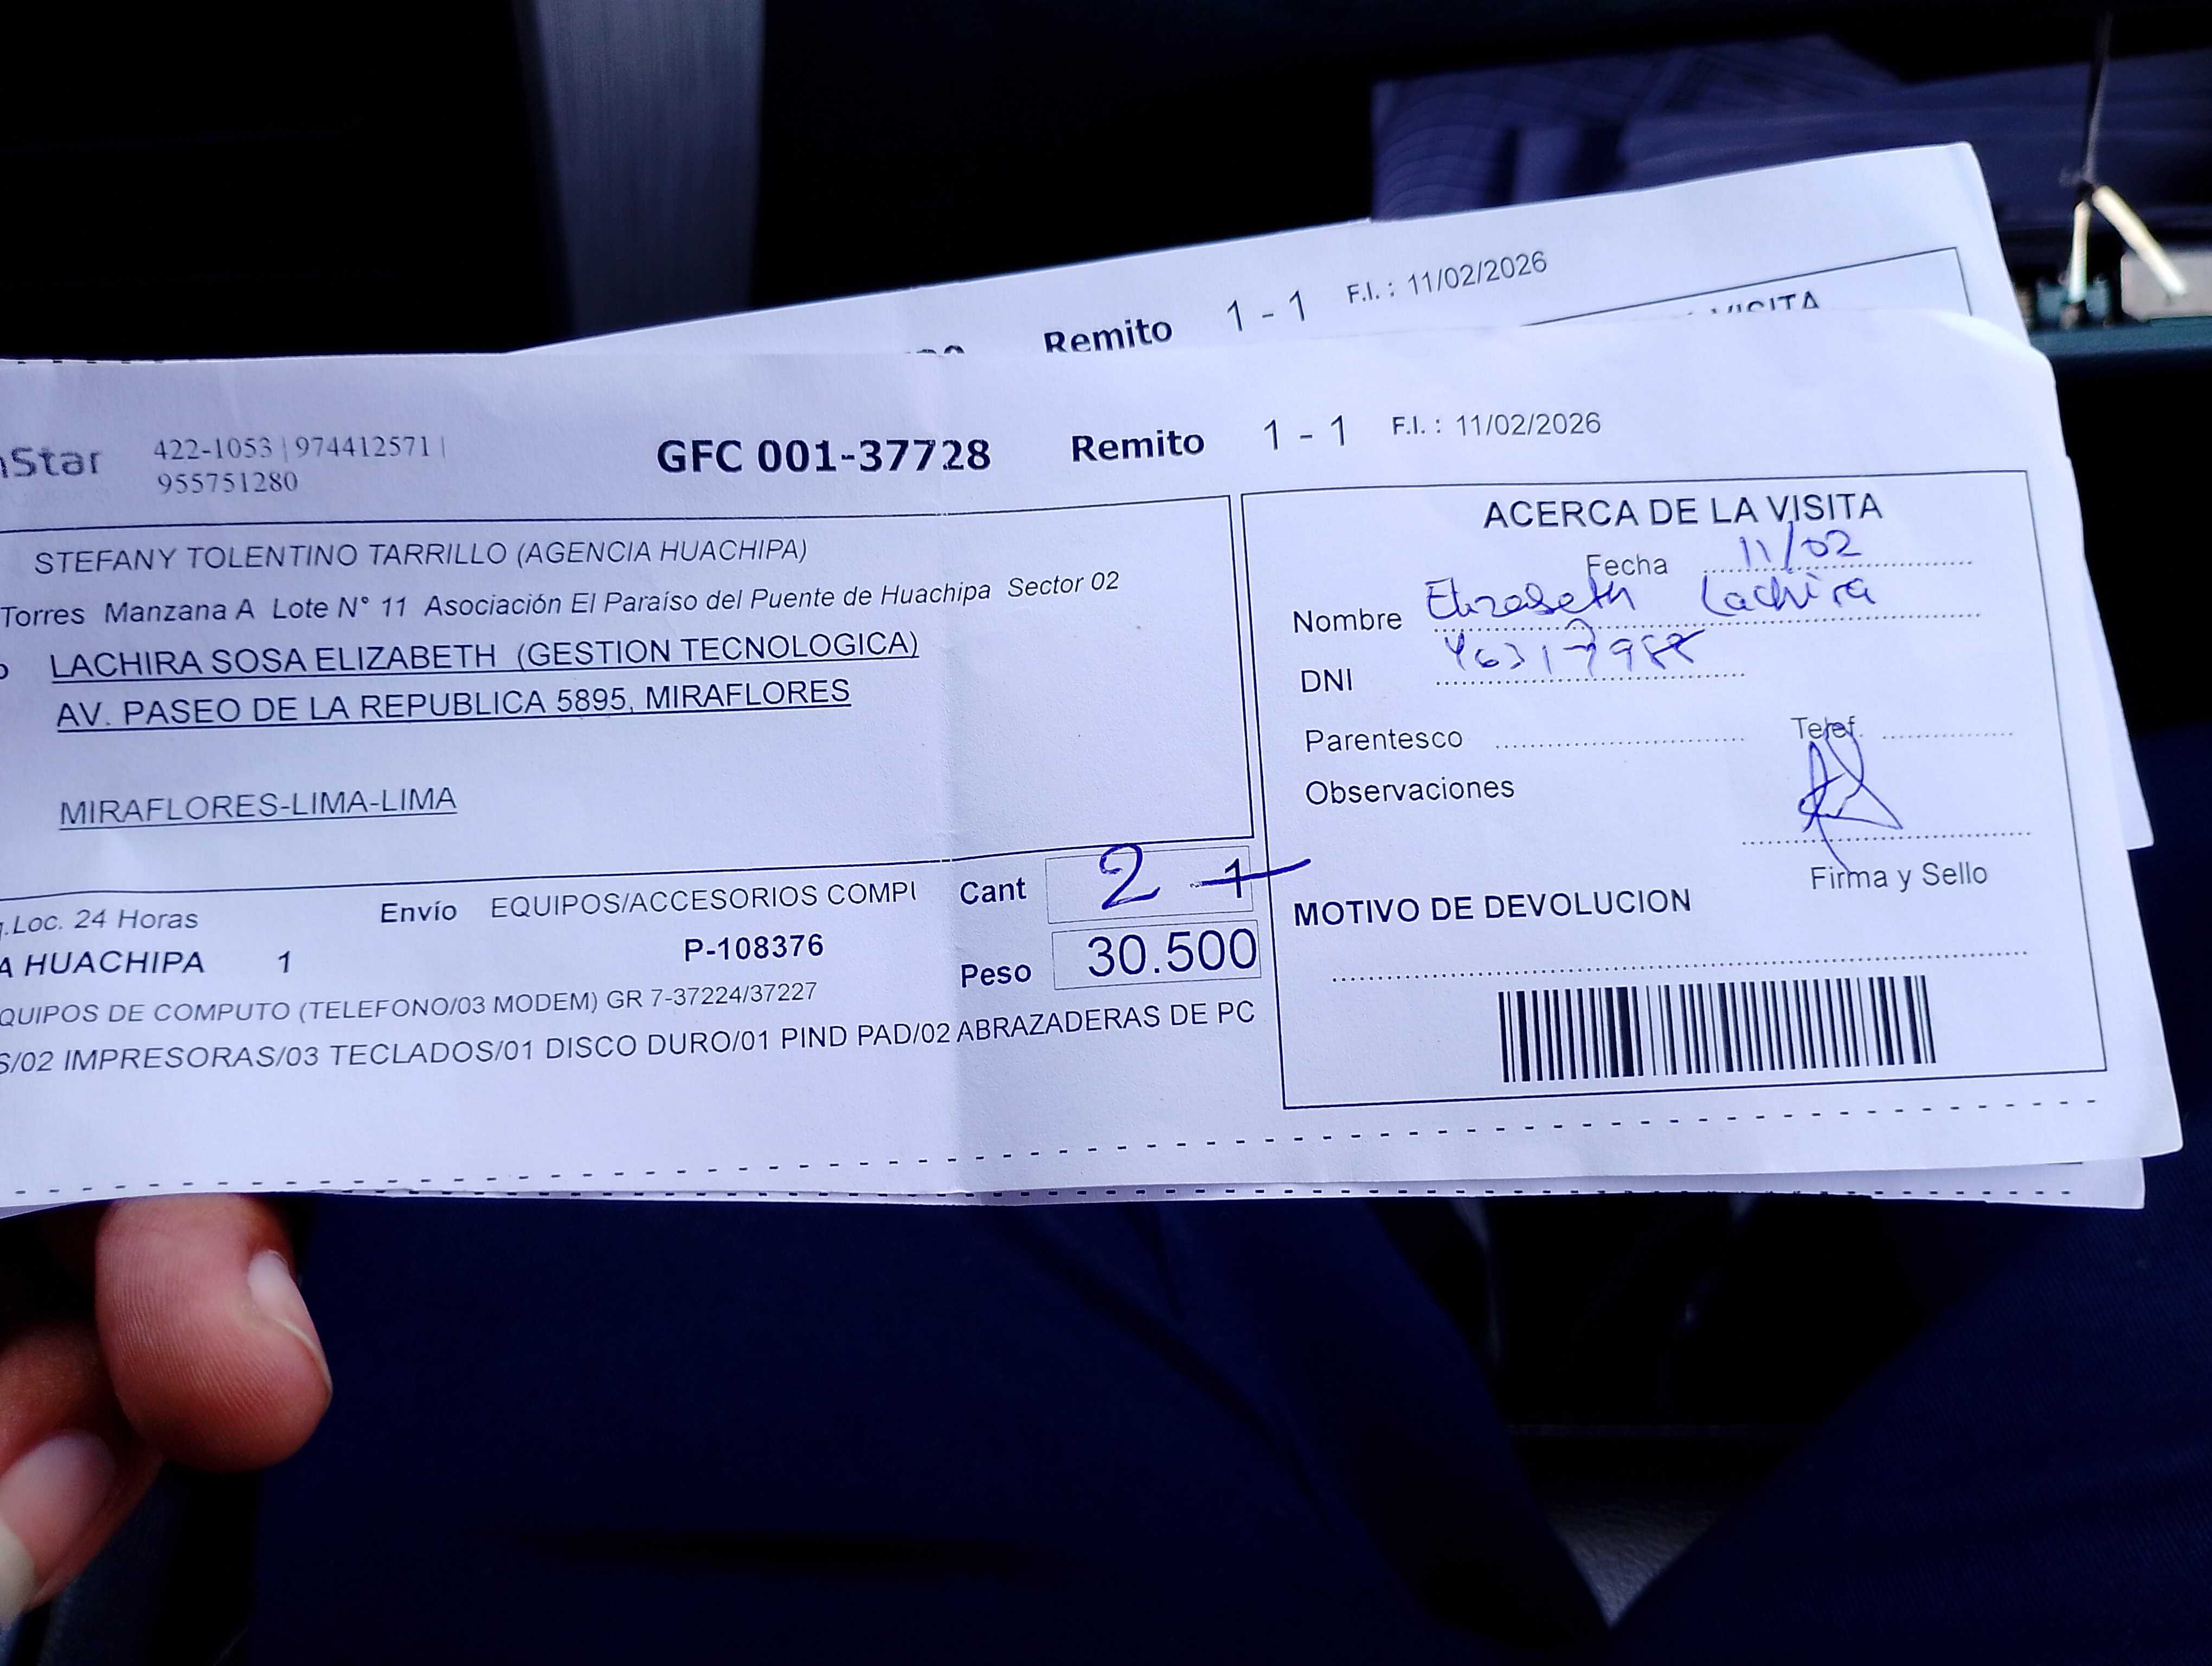 Remito 1 - 1 F.I. : 11/02/2026
VISITA
Star 422-1053 | 974412571 |
955751280
GFC 001-37728 Remito 1 - 1 F.I. : 11/02/2026
STEFANY TOLENTINO TARRILLO (AGENCIA HUACHIPA)
Torres Manzana A Lote N° 11 Asociación El Paraíso del Puente de Huachipa Sector 02
LACHIRA SOSA ELIZABETH (GESTION TECNOLOGICA)
AV. PASEO DE LA REPUBLICA 5895, MIRAFLORES
MIRAFLORES-LIMA-LIMA
.Loc. 24 Horas Envío EQUIPOS/ACCESORIOS COMPU Cant 2 1
A HUACHIPA 1 P-108376 Peso 30.500
QUIPOS DE COMPUTO (TELEFONO/03 MODEM) GR 7-37224/37227
S/02 IMPRESORAS/03 TECLADOS/01 DISCO DURO/01 PIND PAD/02 ABRAZADERAS DE PC
ACERCA DE LA VISITA
Fecha 11/02
Nombre Elizabeth Lachira
DNI
Parentesco Telef.
Observaciones
Firma y Sello
MOTIVO DE DEVOLUCION